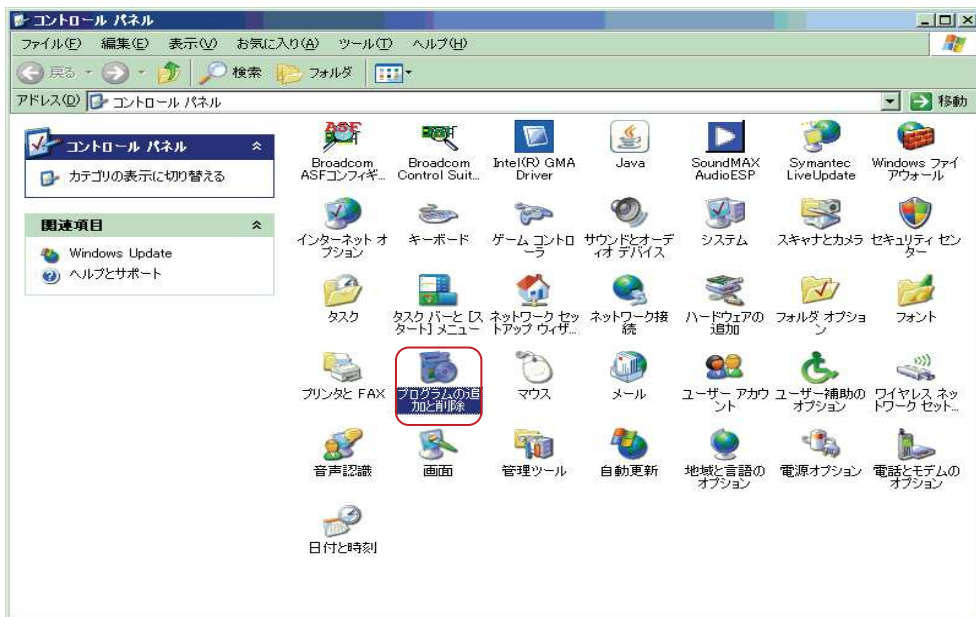 コントロール パネル
ファイル(F) 編集(E) 表示(V) お気に入り(A) ツール(T) ヘルプ(H)
戻る 検索 フォルダ
アドレス(D) コントロール パネル 移動
コントロール パネル
カテゴリの表示に切り替える
関連項目
Windows Update
ヘルプとサポート
Broadcom
ASFコンフィギ...
Broadcom
Control Suit...
Intel(R) GMA
Driver
Java
SoundMAX
AudioESP
Symantec
LiveUpdate
Windows ファイ
アウォール
インターネット オ
プション
キーボード
ゲーム コントロ
ーラ
サウンドとオーデ
ィオ デバイス
システム
スキャナとカメラ
セキュリティ セン
ター
タスク
タスク バーと [ス
タート] メニュー
ネットワーク セッ
トアップ ウィザ...
ネットワーク接
続
ハードウェアの
追加
フォルダ オプショ
ン
フォント
プリンタと FAX
プログラムの追
加と削除
マウス
メール
ユーザー アカウ
ント
ユーザー補助の
オプション
ワイヤレス ネッ
トワーク セット...
音声認識
画面
管理ツール
自動更新
地域と言語の
オプション
電源オプション
電話とモデムの
オプション
日付と時刻